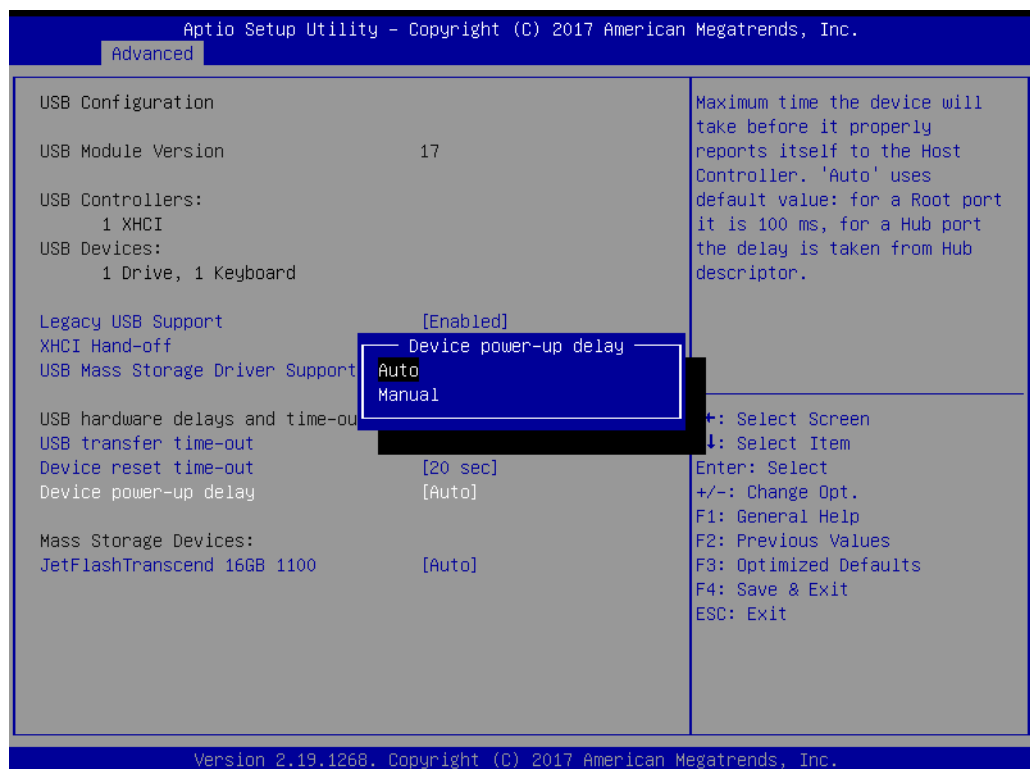 Aptio Setup Utility – Copyright (C) 2017 American Megatrends, Inc.
Advanced
USB Configuration
USB Module Version 17
USB Controllers:
1 XHCI
USB Devices:
1 Drive, 1 Keyboard
Legacy USB Support [Enabled]
XHCI Hand-off
USB Mass Storage Driver Support
USB hardware delays and time-ou
USB transfer time-out
Device reset time-out [20 sec]
Device power-up delay [Auto]
Mass Storage Devices:
JetFlashTranscend 16GB 1100 [Auto]
Device power-up delay
Auto
Manual
Maximum time the device will
take before it properly
reports itself to the Host
Controller. 'Auto' uses
default value: for a Root port
it is 100 ms, for a Hub port
the delay is taken from Hub
descriptor.
: Select Screen
: Select Item
Enter: Select
+/-: Change Opt.
F1: General Help
F2: Previous Values
F3: Optimized Defaults
F4: Save & Exit
ESC: Exit
Version 2.19.1268. Copyright (C) 2017 American Megatrends, Inc.